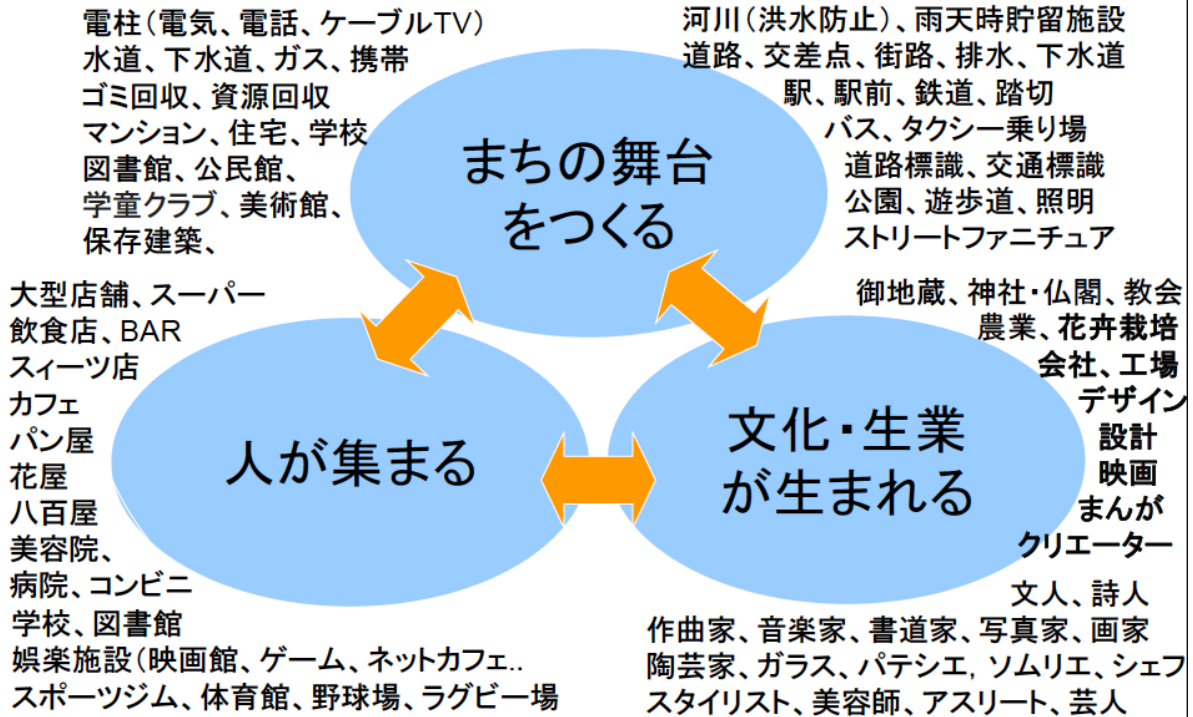 電柱(電気、電話、ケーブルTV)
水道、下水道、ガス、携帯
ゴミ回収、資源回収
マンション、住宅、学校
図書館、公民館、
学童クラブ、美術館、
保存建築、
河川(洪水防止)、雨天時貯留施設
道路、交差点、街路、排水、下水道
駅、駅前、鉄道、踏切
バス、タクシー乗り場
道路標識、交通標識
公園、遊歩道、照明
ストリートファニチュア
まちの舞台
をつくる
大型店舗、スーパー
飲食店、BAR
スィーツ店
カフェ
パン屋
花屋
八百屋
美容院、
病院、コンビニ
学校、図書館
娯楽施設(映画館、ゲーム、ネットカフェ..
スポーツジム、体育館、野球場、ラグビー場
人が集まる
文化・生業
が生まれる
御地蔵、神社・仏閣、教会
農業、花卉栽培
会社、工場
デザイン
設計
映画
まんが
クリエーター
文人、詩人
作曲家、音楽家、書道家、写真家、画家
陶芸家、ガラス、パテシエ, ソムリエ、シェフ
スタイリスト、美容師、アスリート、芸人